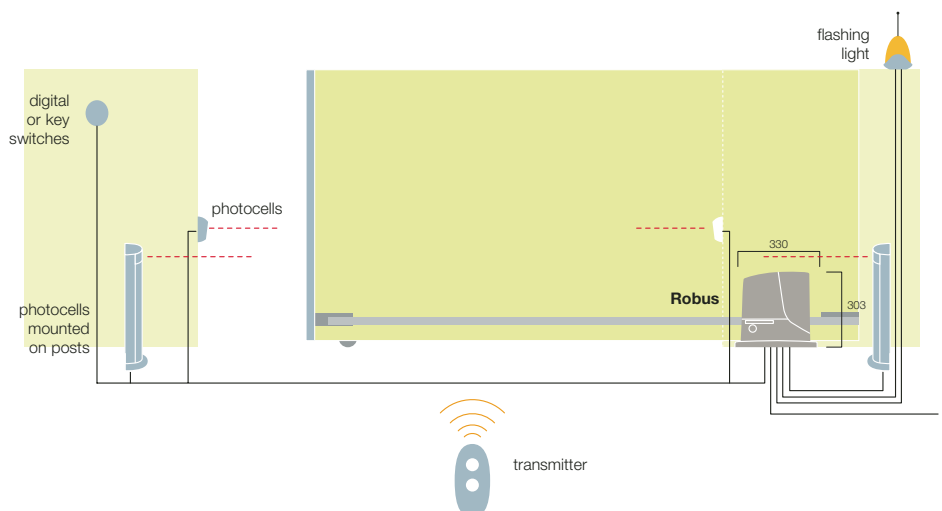 flashing
light
digital
or key
switches
photocells
330
Robus
303
photocells
mounted
on posts
transmitter